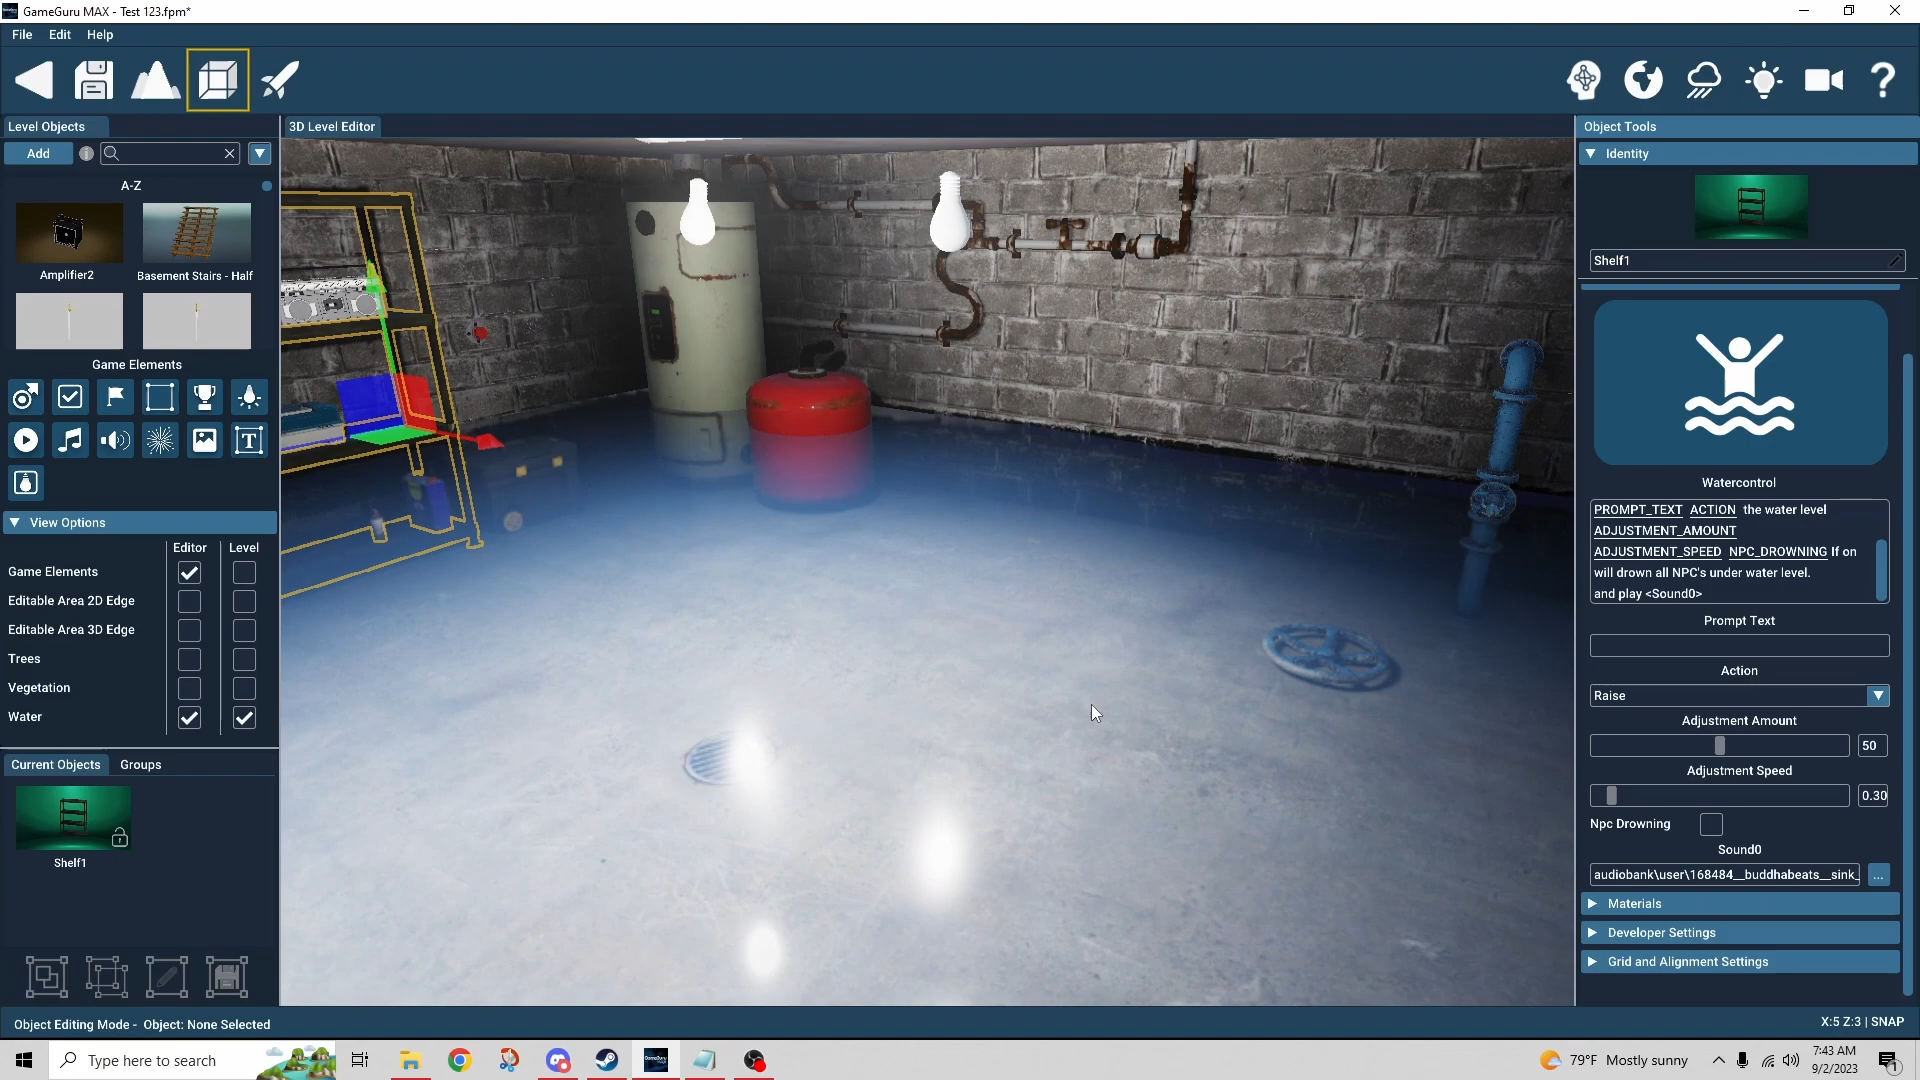 GameGuru MAX - Test 123.fpm*
File Edit Help
Level Objects
Add
A-Z
Amplifier2
Basement Stairs - Half
Game Elements
View Options
Editor Level
Game Elements
Editable Area 2D Edge
Editable Area 3D Edge
Trees
Vegetation
Water
Current Objects Groups
Shelf1
Object Editing Mode - Object: None Selected
3D Level Editor
Object Tools
Identity
Shelf1
Watercontrol
PROMPT_TEXT ACTION the water level
ADJUSTMENT_AMOUNT
ADJUSTMENT_SPEED NPC_DROWNING If on
will drown all NPC's under water level.
and play <Sound0>
Prompt Text
Action
Raise
Adjustment Amount
50
Adjustment Speed
0.30
Npc Drowning
Sound0
audiobank\user\168484__buddhabeats__sink_
...
Materials
Developer Settings
Grid and Alignment Settings
X:5 Z:3 | SNAP
Type here to search
79°F Mostly sunny
7:43 AM
9/2/2023
1